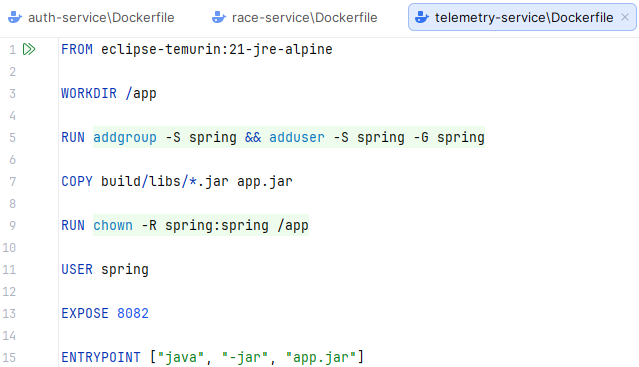 auth-service\Dockerfile race-service\Dockerfile telemetry-service\Dockerfile
1 FROM eclipse-temurin:21-jre-alpine
2
3 WORKDIR /app
4
5 RUN addgroup -S spring && adduser -S spring -G spring
6
7 COPY build/libs/*.jar app.jar
8
9 RUN chown -R spring:spring /app
10
11 USER spring
12
13 EXPOSE 8082
14
15 ENTRYPOINT ["java", "-jar", "app.jar"]